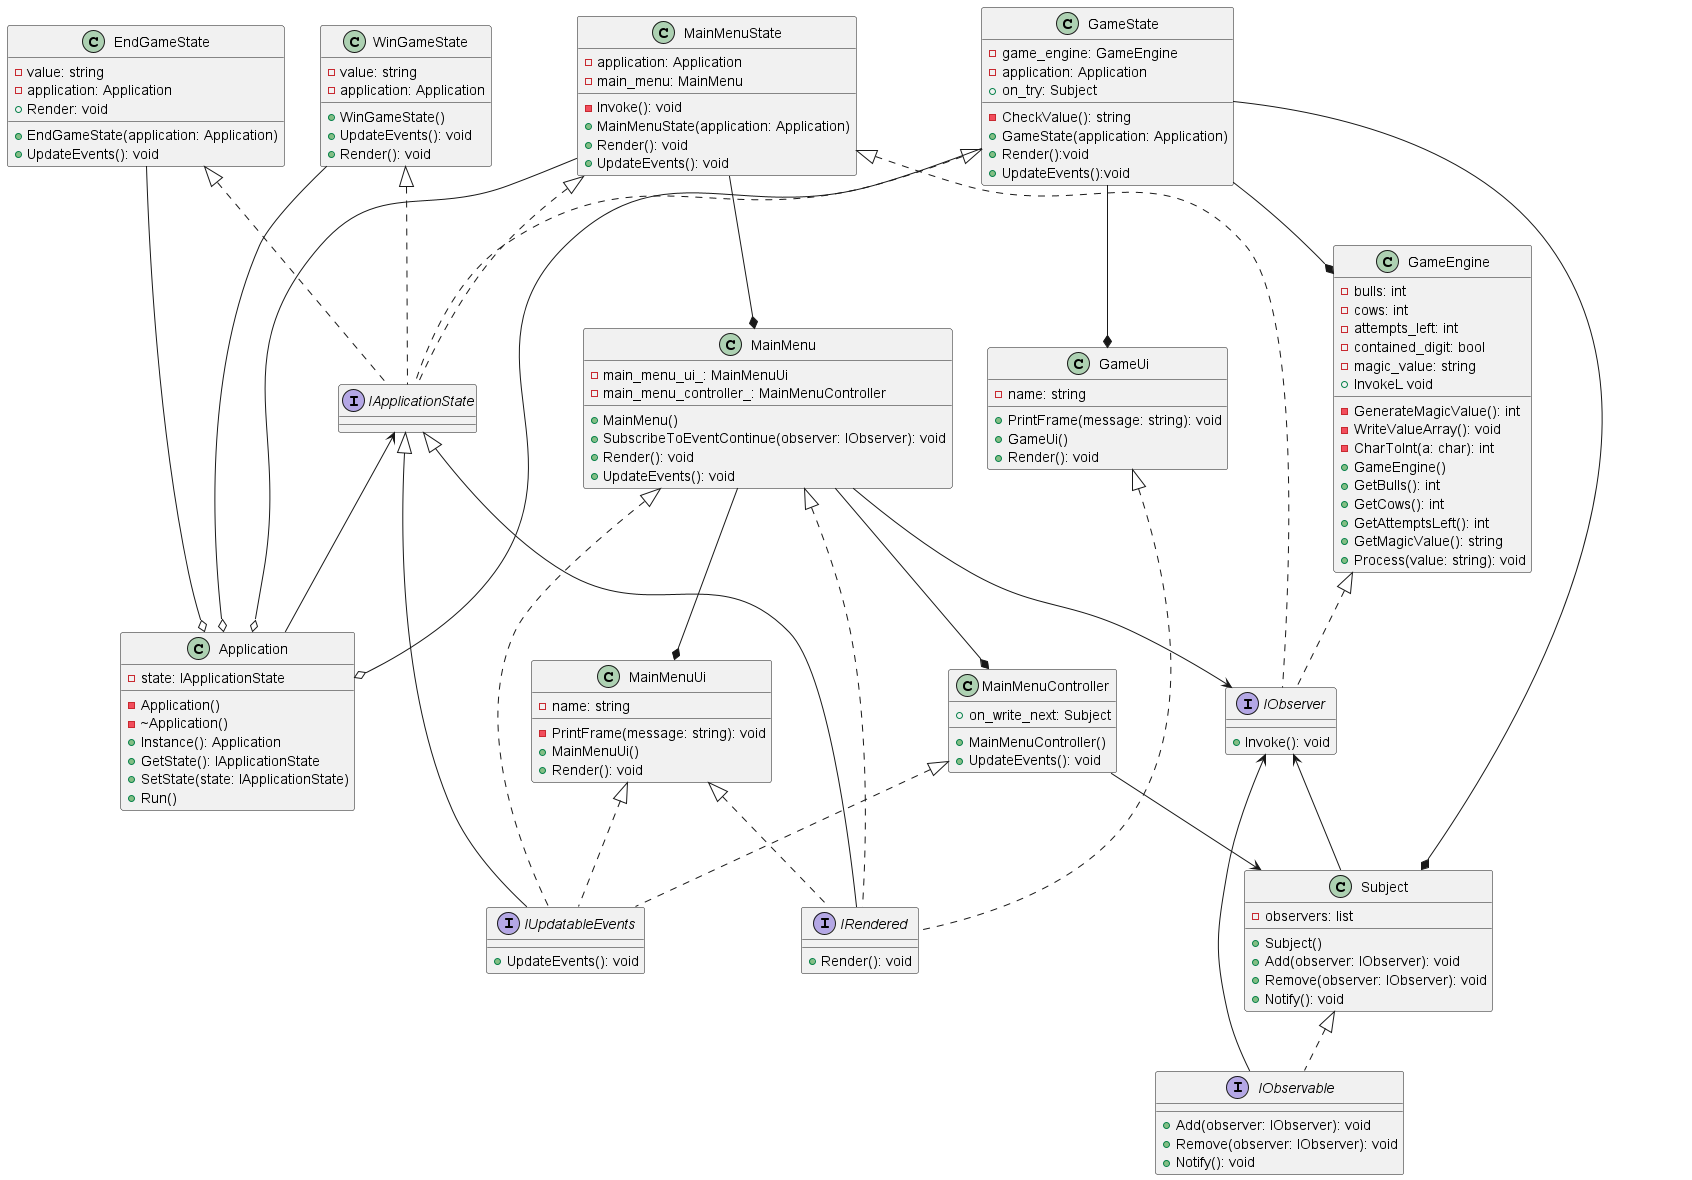 C EndGameState
value: string
application: Application
Render: void
EndGameState(application: Application)
UpdateEvents(): void
C WinGameState
value: string
application: Application
WinGameState()
UpdateEvents(): void
Render(): void
C MainMenuState
application: Application
main_menu: MainMenu
Invoke(): void
MainMenuState(application: Application)
Render(): void
UpdateEvents(): void
C GameState
game_engine: GameEngine
application: Application
on_try: Subject
CheckValue(): string
GameState(application: Application)
Render():void
UpdateEvents():void
C GameEngine
bulls: int
cows: int
attempts_left: int
contained_digit: bool
magic_value: string
InvokeL void
GenerateMagicValue(): int
WriteValueArray(): void
CharToInt(a: char): int
GameEngine()
GetBulls(): int
GetCows(): int
GetAttemptsLeft(): int
GetMagicValue(): string
Process(value: string): void
C MainMenu
main_menu_ui_: MainMenuUi
main_menu_controller_: MainMenuController
MainMenu()
SubscribeToEventContinue(observer: IObserver): void
Render(): void
UpdateEvents(): void
C GameUi
name: string
PrintFrame(message: string): void
GameUi()
Render(): void
I IApplicationState
C Application
state: IApplicationState
Application()
~Application()
Instance(): Application
GetState(): IApplicationState
SetState(state: IApplicationState)
Run()
C MainMenuUi
name: string
PrintFrame(message: string): void
MainMenuUi()
Render(): void
C MainMenuController
on_write_next: Subject
MainMenuController()
UpdateEvents(): void
I IObserver
Invoke(): void
I IUpdatableEvents
UpdateEvents(): void
I IRendered
Render(): void
C Subject
observers: list
Subject()
Add(observer: IObserver): void
Remove(observer: IObserver): void
Notify(): void
I IObservable
Add(observer: IObserver): void
Remove(observer: IObserver): void
Notify(): void